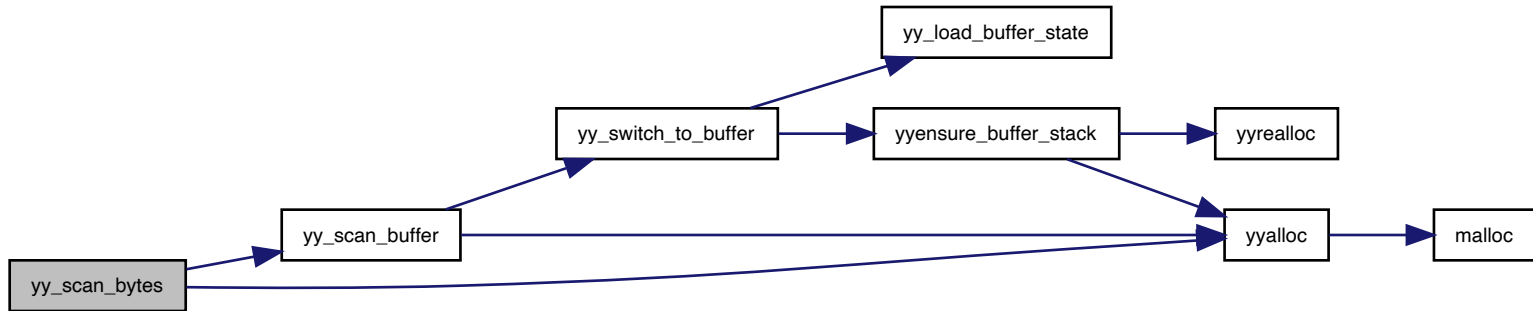 yy_load_buffer_state
yy_switch_to_buffer
yyensure_buffer_stack
yyrealloc
yy_scan_buffer
yyalloc
malloc
yy_scan_bytes